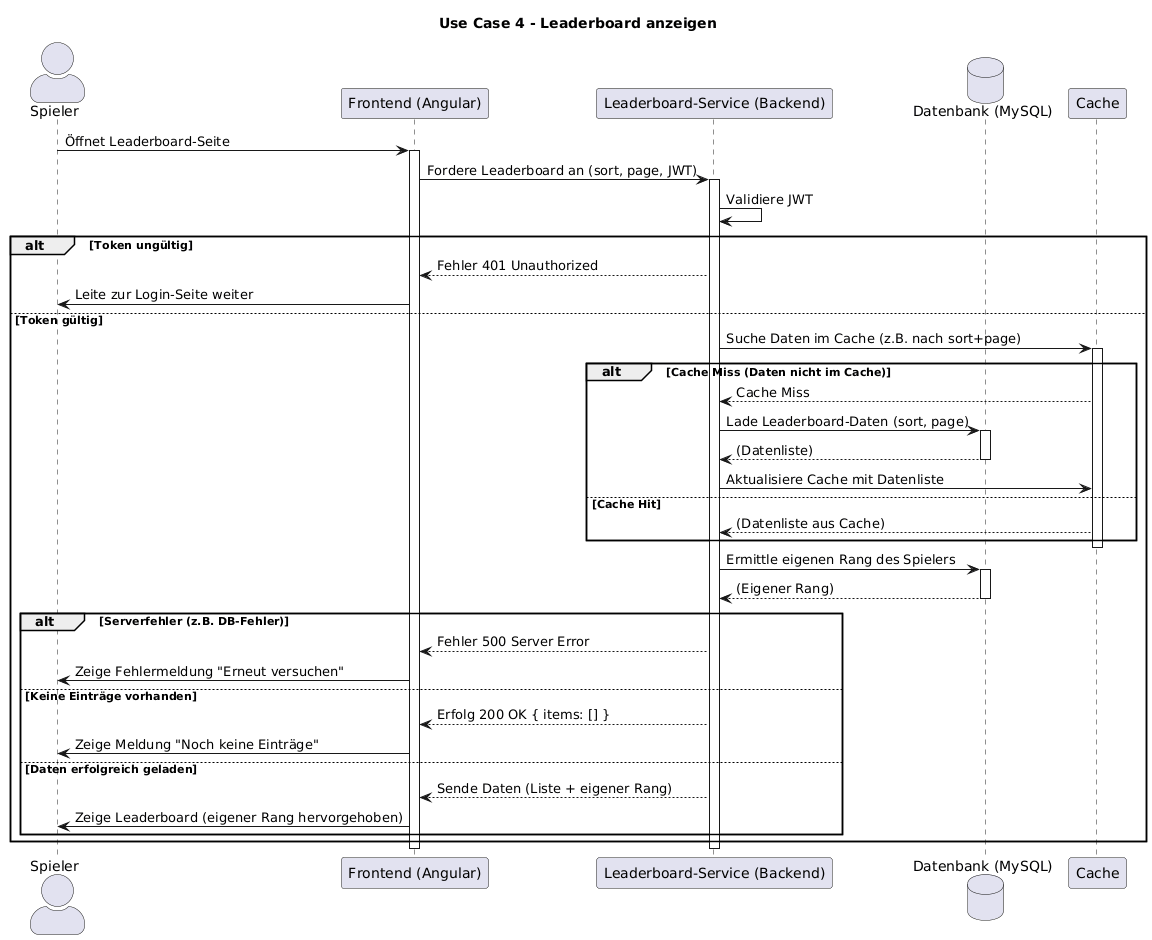 Use Case 4 - Leaderboard anzeigen
Spieler
Frontend (Angular)
Leaderboard-Service (Backend)
Datenbank (MySQL)
Cache
Öffnet Leaderboard-Seite
Fordere Leaderboard an (sort, page, JWT)
Validiere JWT
alt [Token ungültig]
Fehler 401 Unauthorized
Leite zur Login-Seite weiter
[Token gültig]
Suche Daten im Cache (z.B. nach sort+page)
alt [Cache Miss (Daten nicht im Cache)]
Cache Miss
Lade Leaderboard-Daten (sort, page)
(Datenliste)
Aktualisiere Cache mit Datenliste
[Cache Hit]
(Datenliste aus Cache)
Ermittle eigenen Rang des Spielers
(Eigener Rang)
alt [Serverfehler (z.B. DB-Fehler)]
Fehler 500 Server Error
Zeige Fehlermeldung "Erneut versuchen"
[Keine Einträge vorhanden]
Erfolg 200 OK { items: [] }
Zeige Meldung "Noch keine Einträge"
[Daten erfolgreich geladen]
Sende Daten (Liste + eigener Rang)
Zeige Leaderboard (eigener Rang hervorgehoben)
Spieler
Frontend (Angular)
Leaderboard-Service (Backend)
Datenbank (MySQL)
Cache